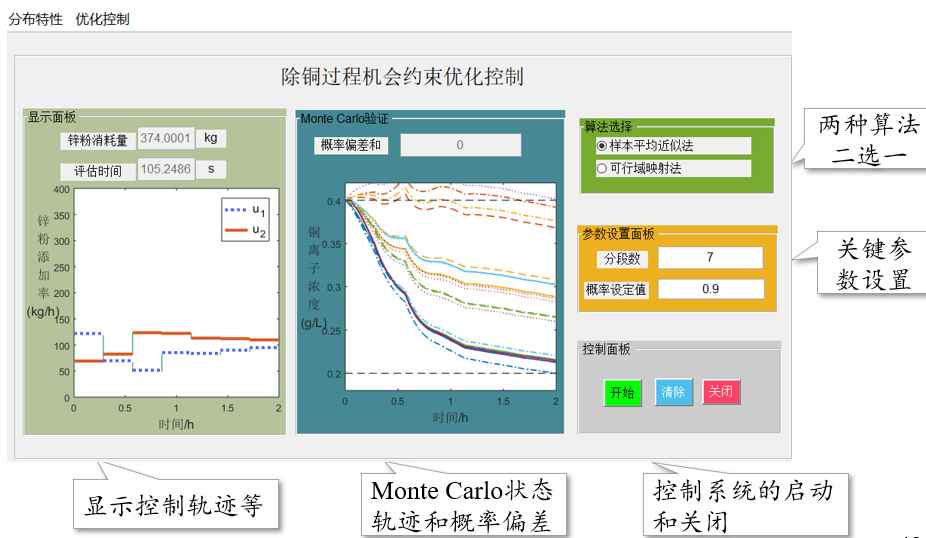 分布特性 优化控制
除铜过程机会约束优化控制
显示面板
锌粉消耗量 374.0001 kg
评估时间 105.2486 s
400
350
300
250
200
150
100
50
0
锌粉添加率
(kg/h)
u1
u2
0 0.5 1 1.5 2
时间/h
Monte Carlo验证
概率偏差和 0
0.4
0.35
0.3
0.25
0.2
铜离子浓度
(g/L)
0 0.5 1 1.5 2
时间/h
算法选择
样本平均近似法
可行域映射法
参数设置面板
分段数 7
概率设定值 0.9
控制面板
开始 清除 关闭
两种算法
二选一
关键参
数设置
显示控制轨迹等
Monte Carlo状态
轨迹和概率偏差
控制系统的启动
和关闭